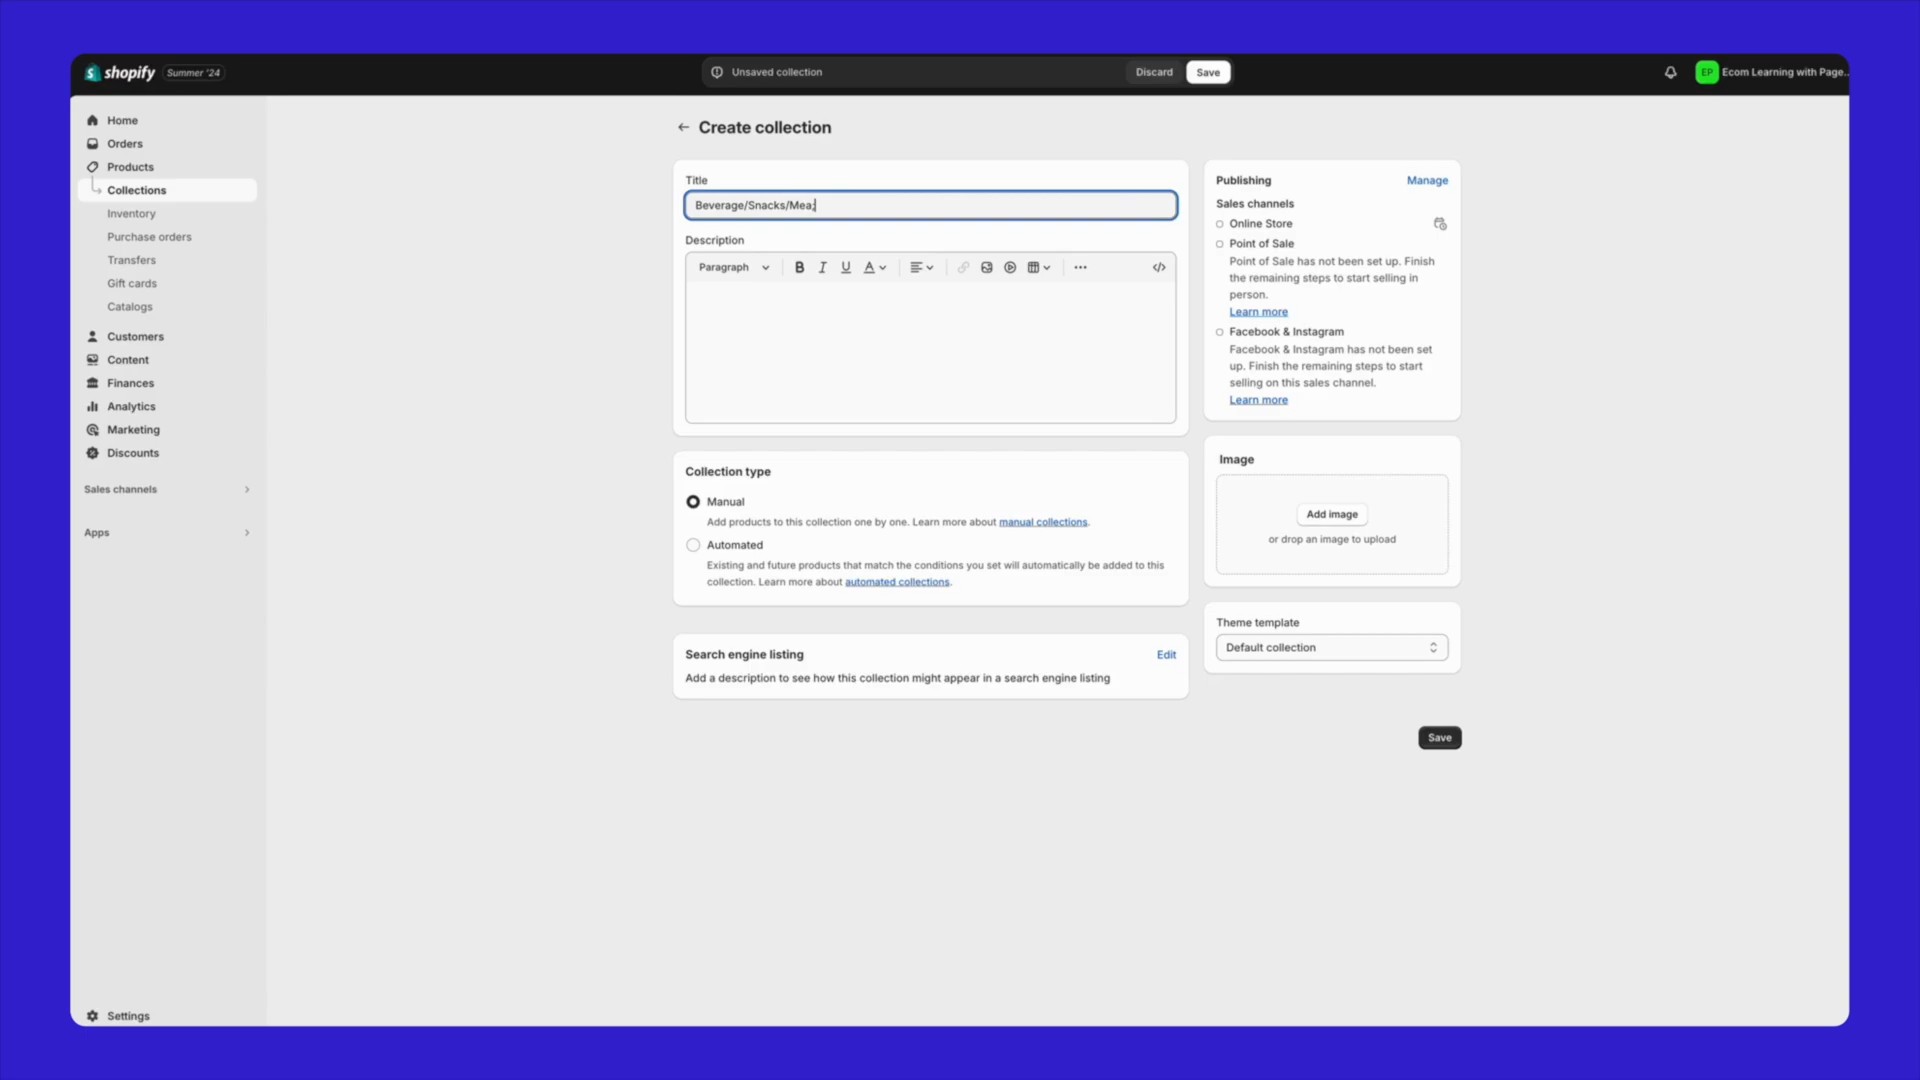 shopify Summer '24
Unsaved collection
Discard
Save
EP Ecom Learning with Page...
Home
Orders
Products
Collections
Inventory
Purchase orders
Transfers
Gift cards
Catalogs
Customers
Content
Finances
Analytics
Marketing
Discounts
Sales channels
Apps
Settings
Create collection
Title
Beverage/Snacks/Mea;
Description
Paragraph
Collection type
Manual
Add products to this collection one by one. Learn more about manual collections.
Automated
Existing and future products that match the conditions you set will automatically be added to this
collection. Learn more about automated collections.
Search engine listing
Edit
Add a description to see how this collection might appear in a search engine listing
Publishing
Manage
Sales channels
Online Store
Point of Sale
Point of Sale has not been set up. Finish
the remaining steps to start selling in
person.
Learn more
Facebook & Instagram
Facebook & Instagram has not been set
up. Finish the remaining steps to start
selling on this sales channel.
Learn more
Image
Add image
or drop an image to upload
Theme template
Default collection
Save